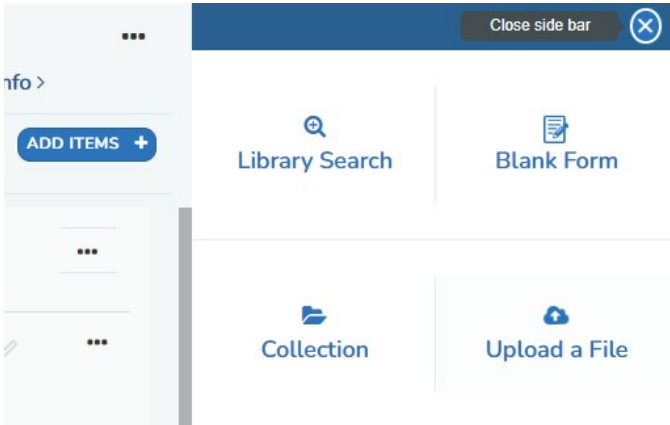 Close side bar
nfo >
ADD ITEMS +
Library Search
Blank Form
Collection
Upload a File